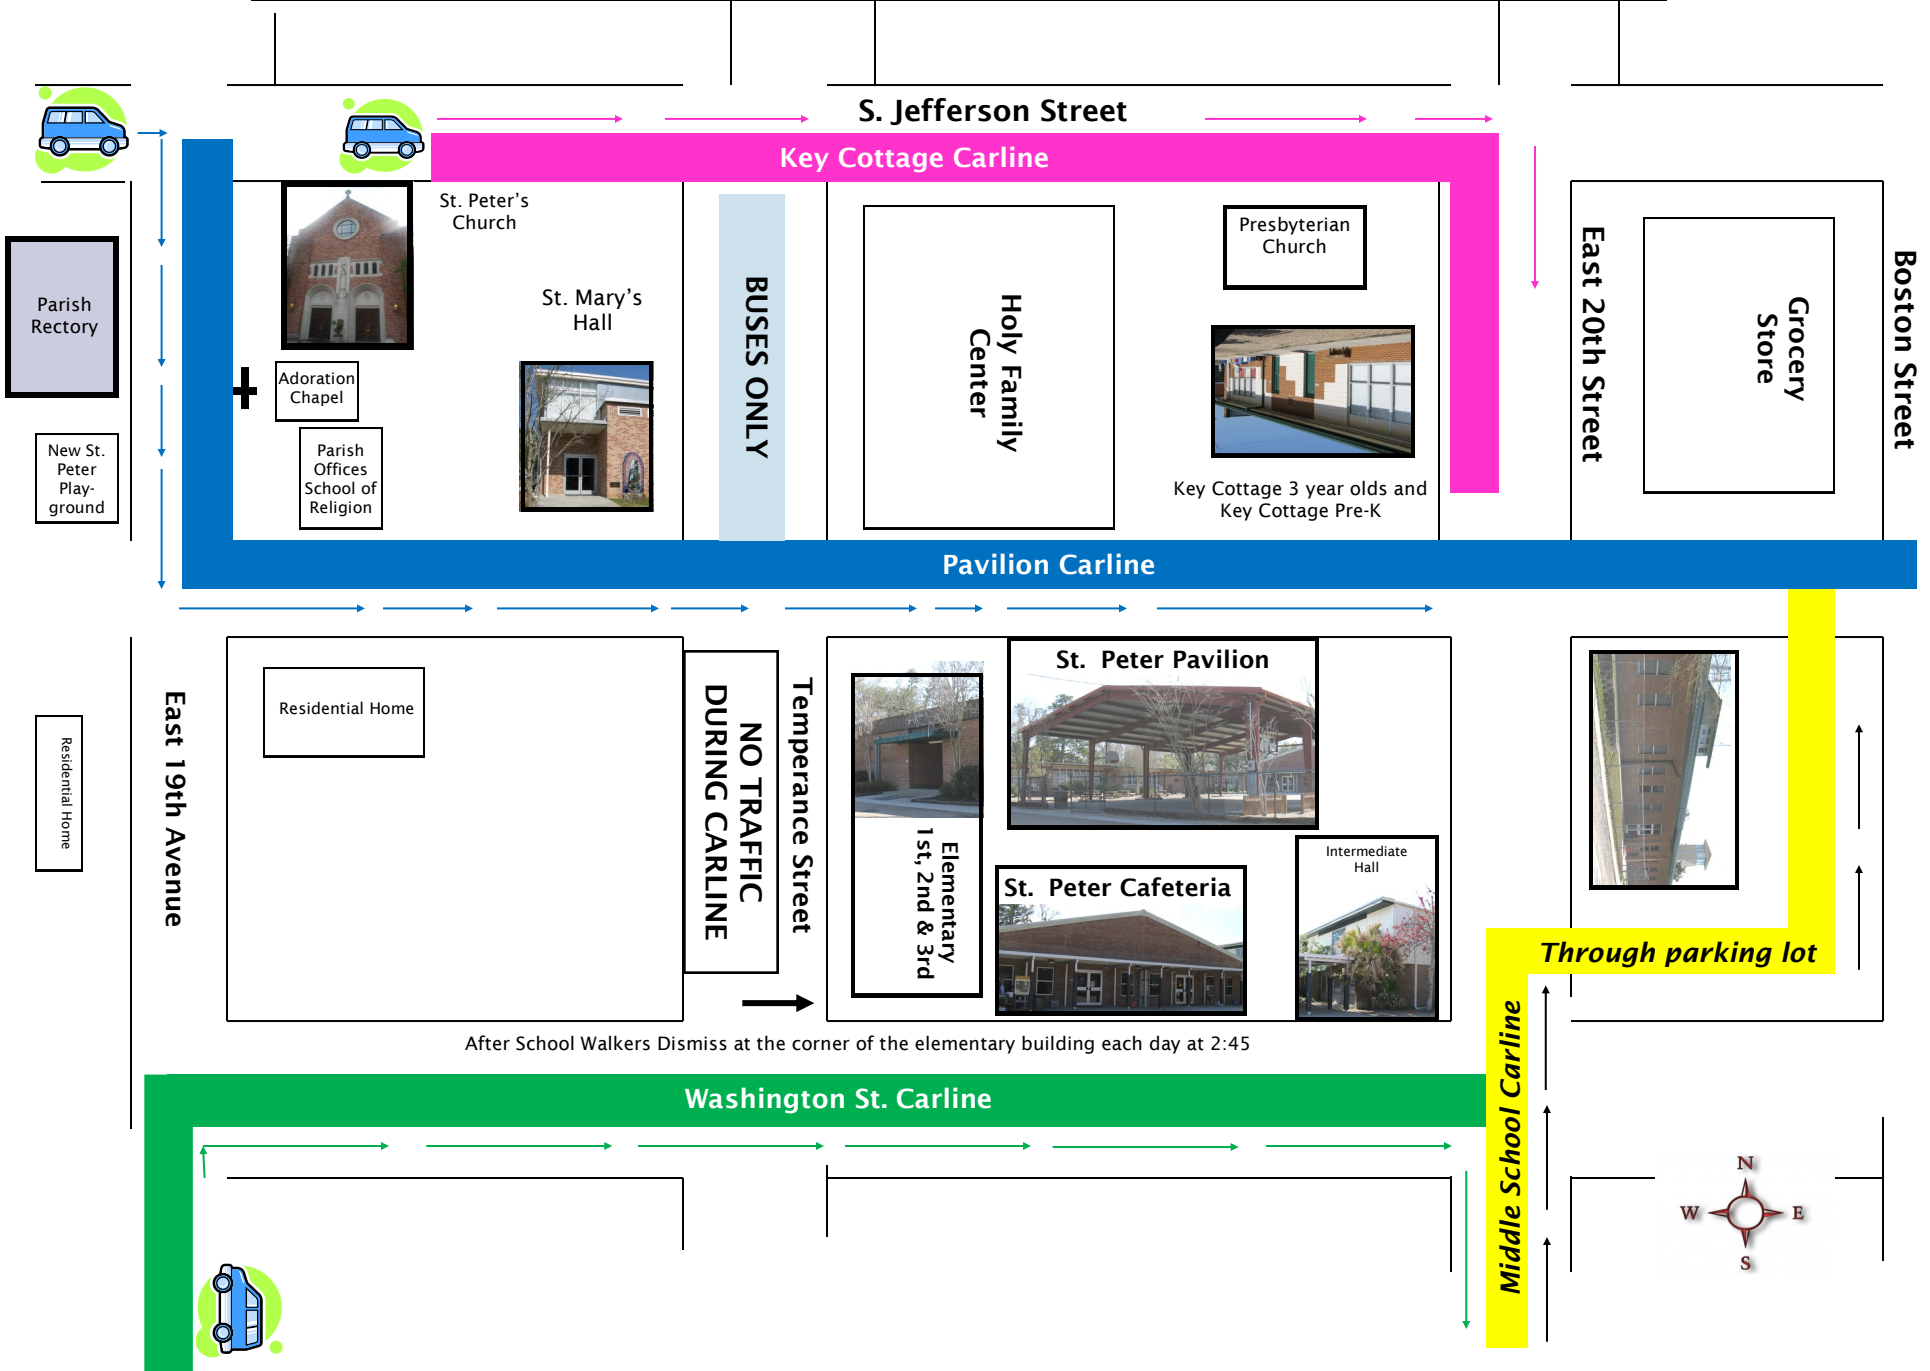 S. Jefferson Street
Key Cottage Carline
St. Peter's
Church
Presbyterian
Church
Parish
Rectory
St. Mary's
Hall
BUSES ONLY
Holy Family
Center
East 20th Street
Grocery
Store
Boston Street
Adoration
Chapel
New St.
Peter
Play-
ground
Parish
Offices
School of
Religion
Key Cottage 3 year olds and
Key Cottage Pre-K
Pavilion Carline
St.  Peter Pavilion
Residential Home
Residential Home
East 19th Avenue
NO TRAFFIC
DURING CARLINE
Temperance Street
Elementary
1st, 2nd & 3rd
St.  Peter Cafeteria
Intermediate
Hall
Through parking lot
After School Walkers Dismiss at the corner of the elementary building each day at 2:45
Washington St. Carline
Middle School Carline
N
W E
S